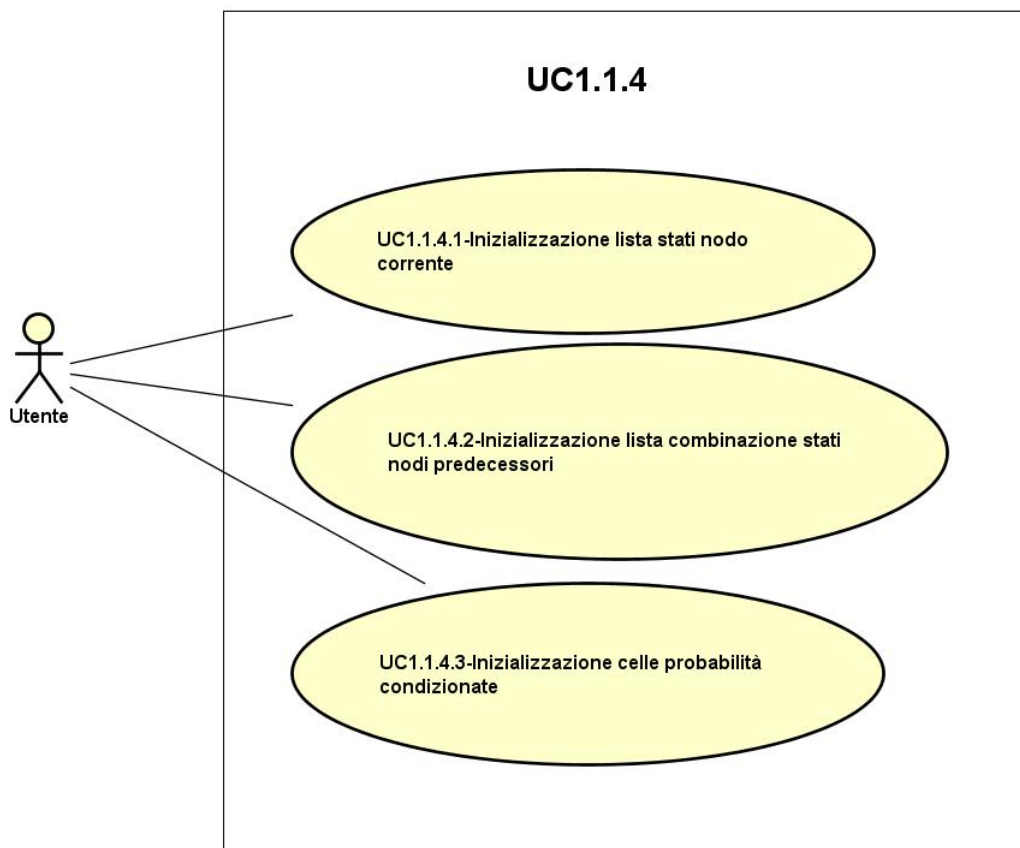 UC1.1.4
UC1.1.4.1-Inizializzazione lista stati nodo
corrente
Utente
UC1.1.4.2-Inizializzazione lista combinazione stati
nodi predecessori
UC1.1.4.3-Inizializzazione celle probabilità
condizionate